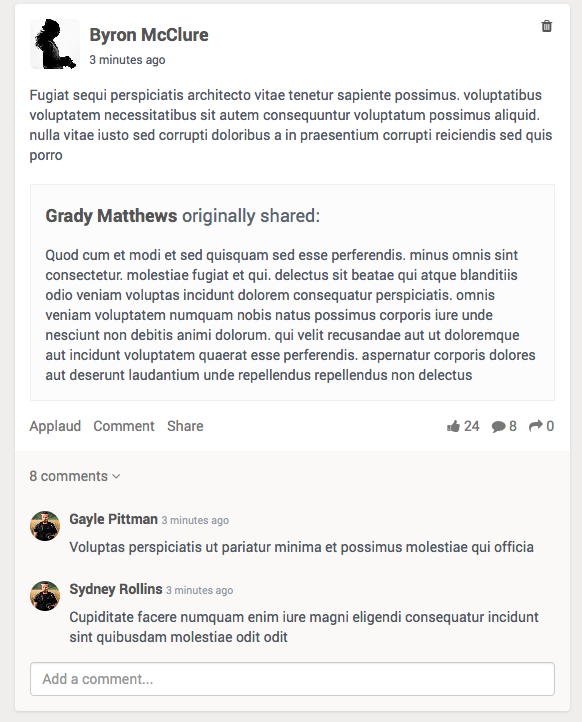 Byron McClure
3 minutes ago
Fugiat sequi perspiciatis architecto vitae tenetur sapiente possimus. voluptatibus
voluptatem necessitatibus sit autem consequuntur voluptatum possimus aliquid.
nulla vitae iusto sed corrupti doloribus a in praesentium corrupti reiciendis sed quis
porro
Grady Matthews originally shared:
Quod cum et modi et sed quisquam sed esse perferendis. minus omnis sint
consectetur. molestiae fugiat et qui. delectus sit beatae qui atque blanditiis
odio veniam voluptas incidunt dolorem consequatur perspiciatis. omnis
veniam voluptatem numquam nobis natus possimus corporis iure unde
nesciunt non debitis animi dolorum. qui velit recusandae aut ut doloremque
aut incidunt voluptatem quaerat esse perferendis. aspernatur corporis dolores
aut deserunt laudantium unde repellendus repellendus non delectus
Applaud Comment Share 24 8 0
8 comments
Gayle Pittman 3 minutes ago
Voluptas perspiciatis ut pariatur minima et possimus molestiae qui officia
Sydney Rollins 3 minutes ago
Cupiditate facere numquam enim iure magni eligendi consequatur incidunt
sint quibusdam molestiae odit odit
Add a comment...